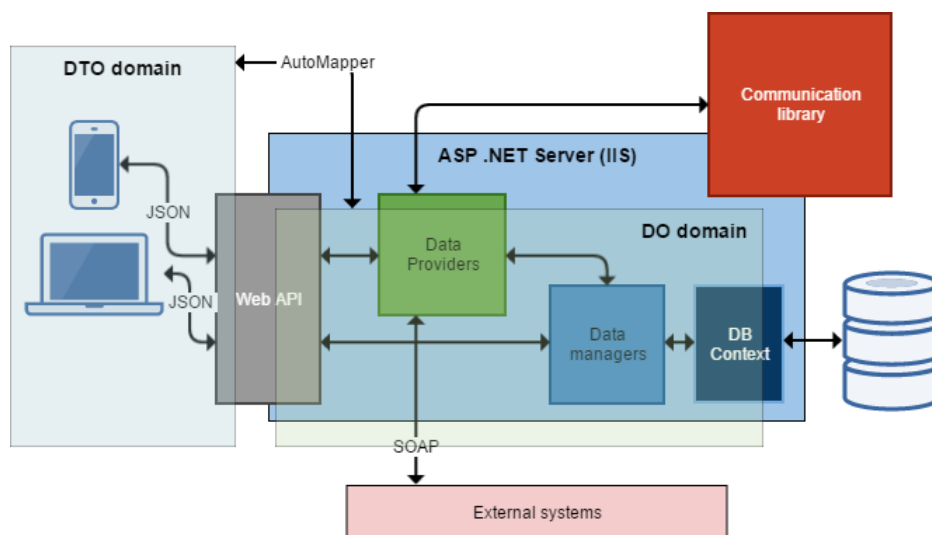 DTO domain
AutoMapper
Communication
library
ASP .NET Server (IIS)
JSON
DO domain
Data
Providers
JSON
Web API
Data
managers
DB
Context
SOAP
External systems